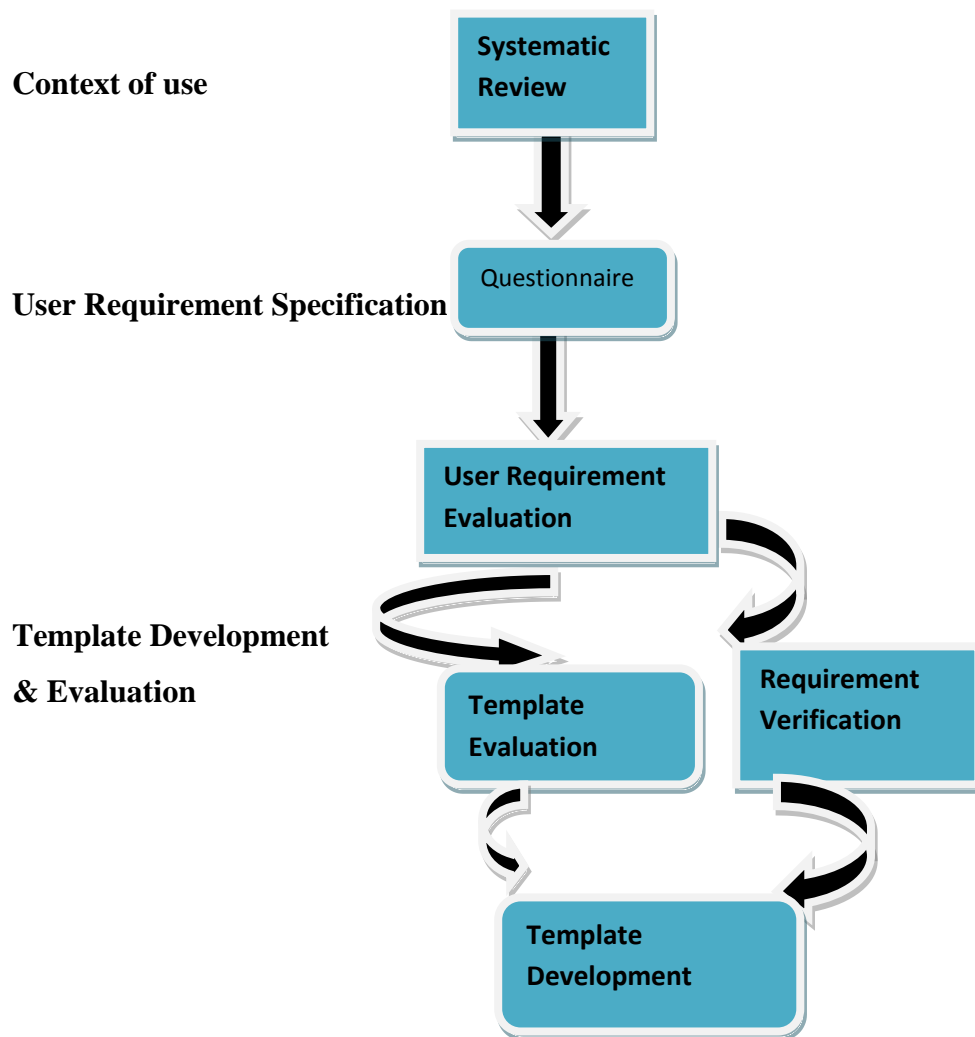 Context of use
Systematic
Review
User Requirement Specification
Questionnaire
User Requirement
Evaluation
Template Development
& Evaluation
Template
Evaluation
Requirement
Verification
Template
Development